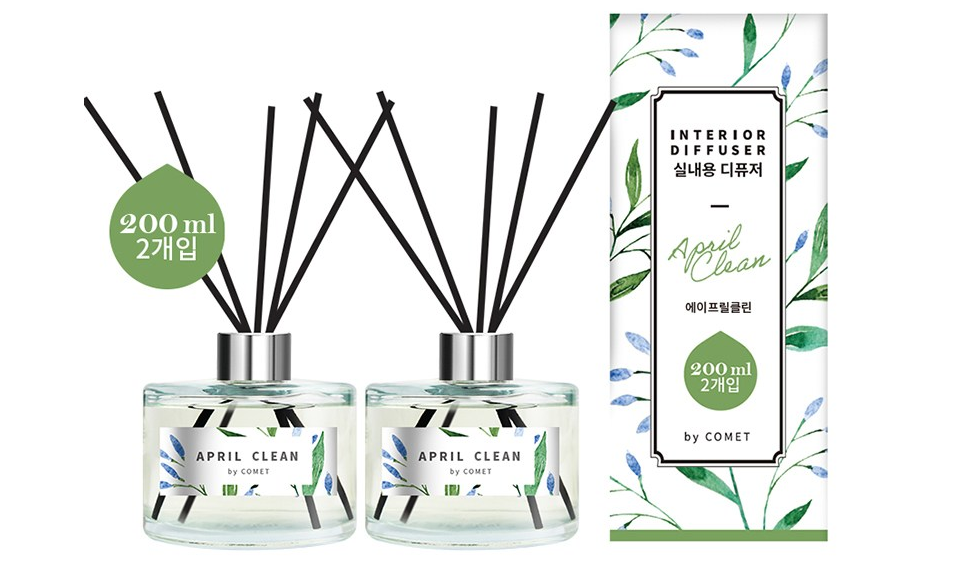 200 ml
2개입
APRIL CLEAN
by COMET
APRIL CLEAN
by COMET
INTERIOR
DIFFUSER
실내용 디퓨저
April
Clean
에이프릴클린
200 ml
2개입
by COMET